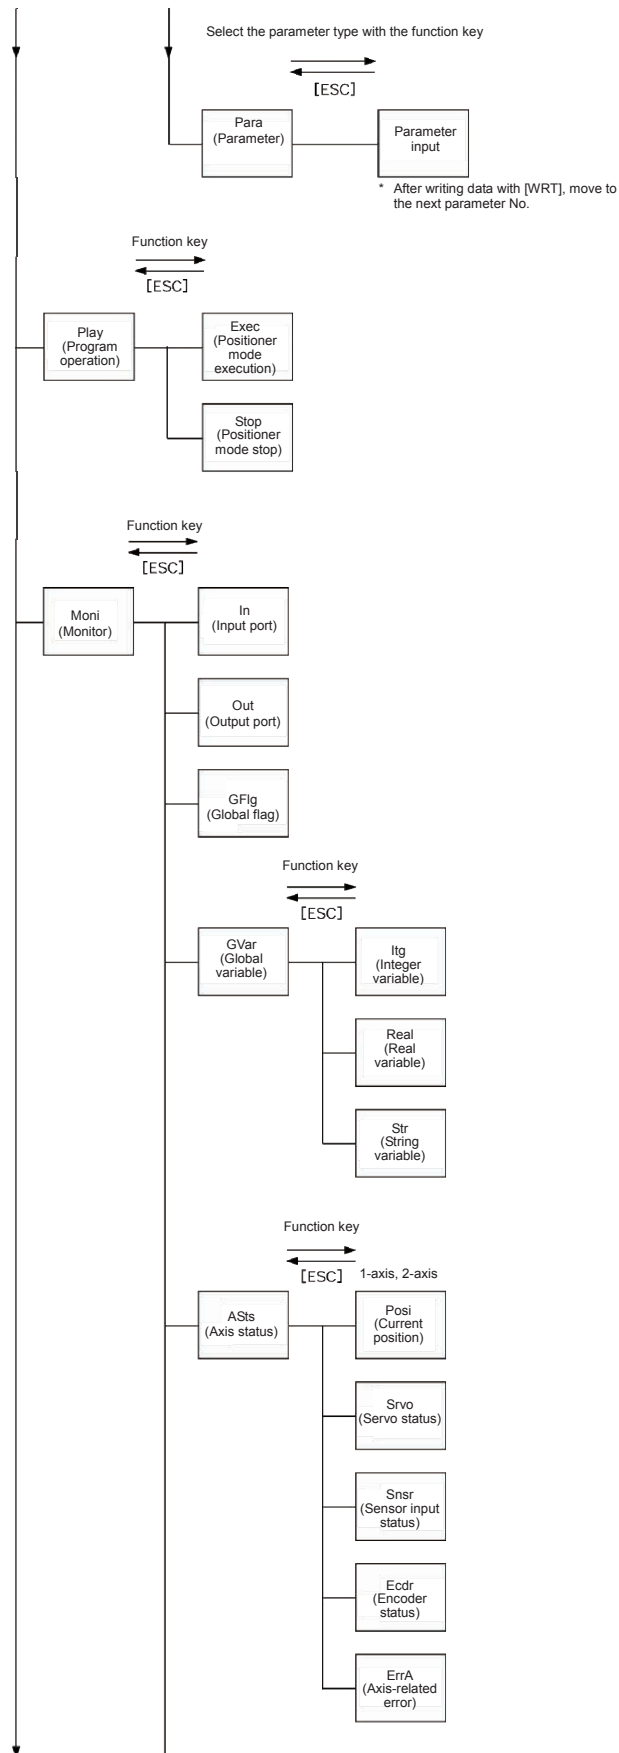 Select the parameter type with the function key
[ESC]
Para
(Parameter)
Parameter
input
* After writing data with [WRT], move to
the next parameter No.
Function key
[ESC]
Play
(Program
operation)
Exec
(Positioner
mode
execution)
Stop
(Positioner
mode stop)
Function key
[ESC]
Moni
(Monitor)
In
(Input port)
Out
(Output port)
GFlg
(Global flag)
Function key
[ESC]
GVar
(Global
variable)
Itg
(Integer
variable)
Real
(Real
variable)
Str
(String
variable)
Function key
[ESC]
1-axis, 2-axis
ASts
(Axis status)
Posi
(Current
position)
Srvo
(Servo status)
Snsr
(Sensor input
status)
Ecdr
(Encoder
status)
ErrA
(Axis-related
error)